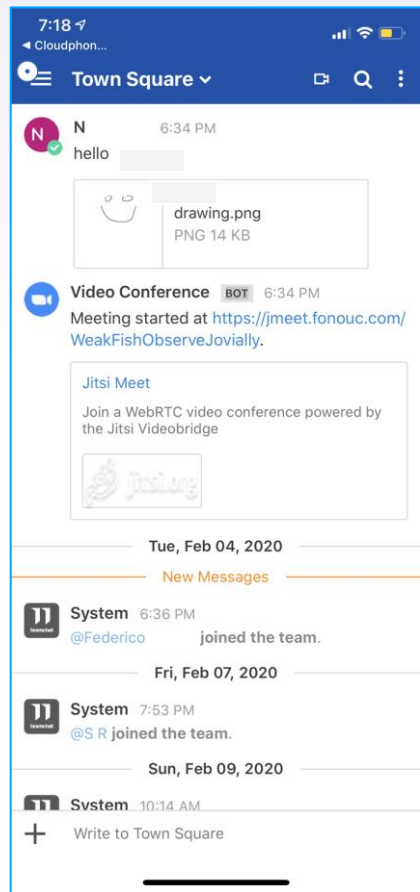 7:18
◀ Cloudphon...
Town Square
N
N 6:34 PM
hello
drawing.png
PNG 14 KB
Video Conference BOT 6:34 PM
Meeting started at https://jmeet.fonouc.com/
WeakFishObserveJovially.
Jitsi Meet
Join a WebRTC video conference powered by
the Jitsi Videobridge
jitsi.org
Tue, Feb 04, 2020
New Messages
System 6:36 PM
teamchat
@Federico joined the team.
Fri, Feb 07, 2020
System 7:53 PM
teamchat
@S R joined the team.
Sun, Feb 09, 2020
System 10:14 AM
Write to Town Square